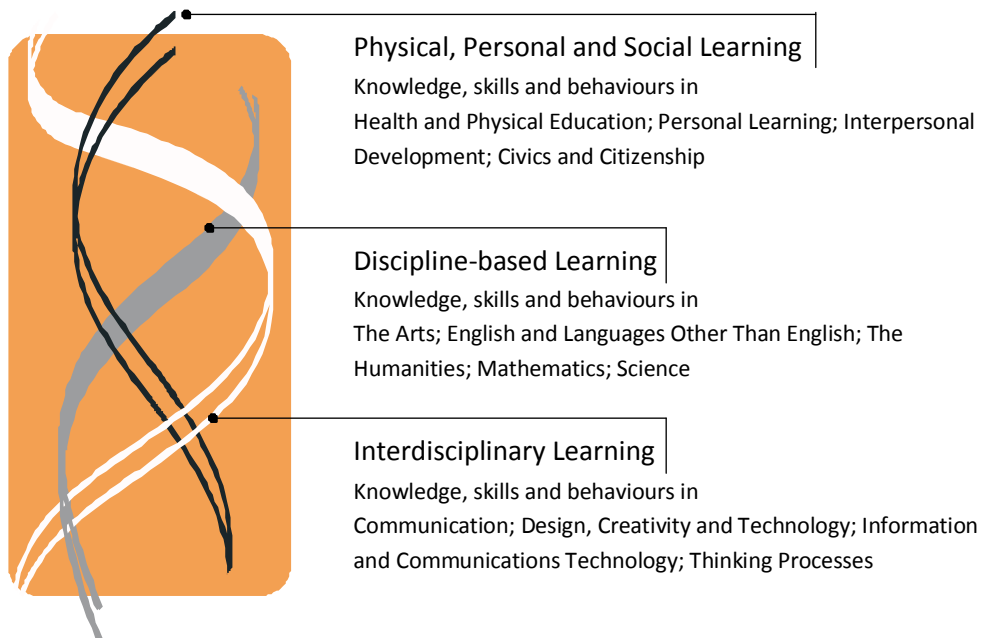 Physical, Personal and Social Learning
Knowledge, skills and behaviours in
Health and Physical Education; Personal Learning; Interpersonal
Development; Civics and Citizenship
Discipline-based Learning
Knowledge, skills and behaviours in
The Arts; English and Languages Other Than English; The
Humanities; Mathematics; Science
Interdisciplinary Learning
Knowledge, skills and behaviours in
Communication; Design, Creativity and Technology; Information
and Communications Technology; Thinking Processes